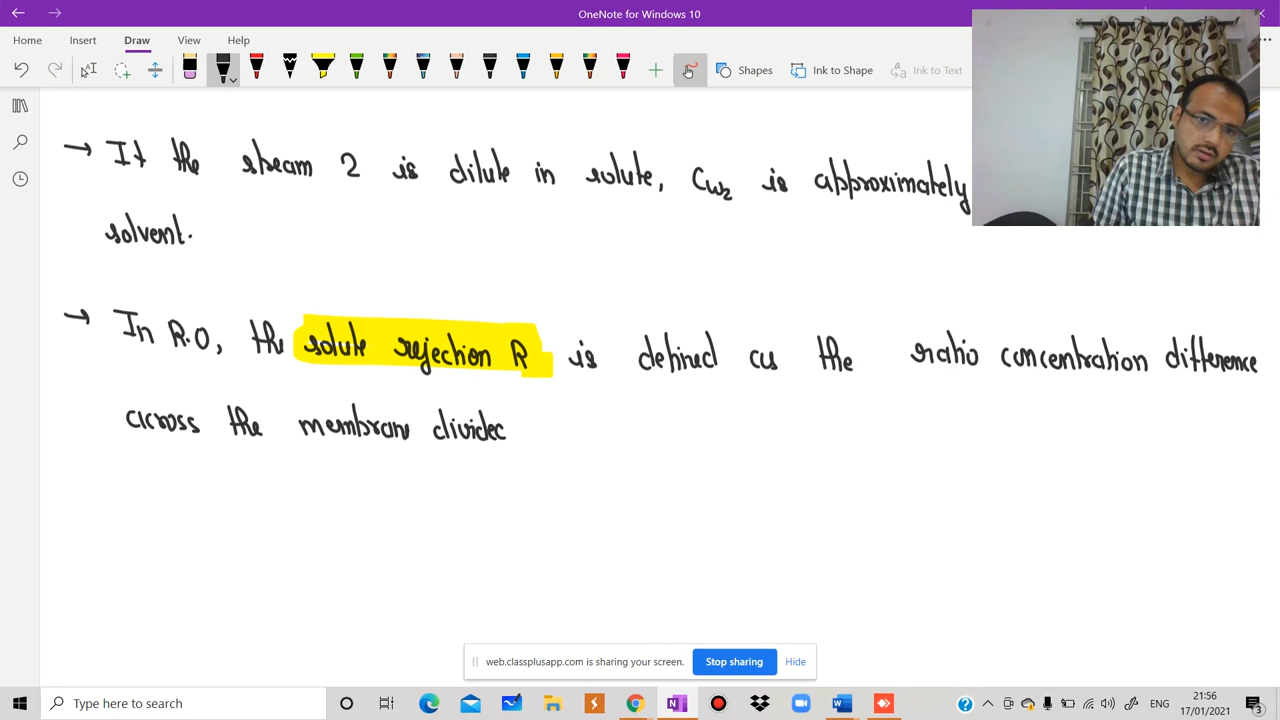 OneNote for Windows 10
Home Insert Draw View Help
Shapes Ink to Shape Ink to Text
→ If the stream 2 is dilute in solute, Cw2 is approximately
solvent.
→ In R.O, the solute rejection R is defined as the ratio concentration difference
across the membrane divided
web.classplusapp.com is sharing your screen. Stop sharing Hide
Type here to search
ENG
21:56
17/01/2021
3